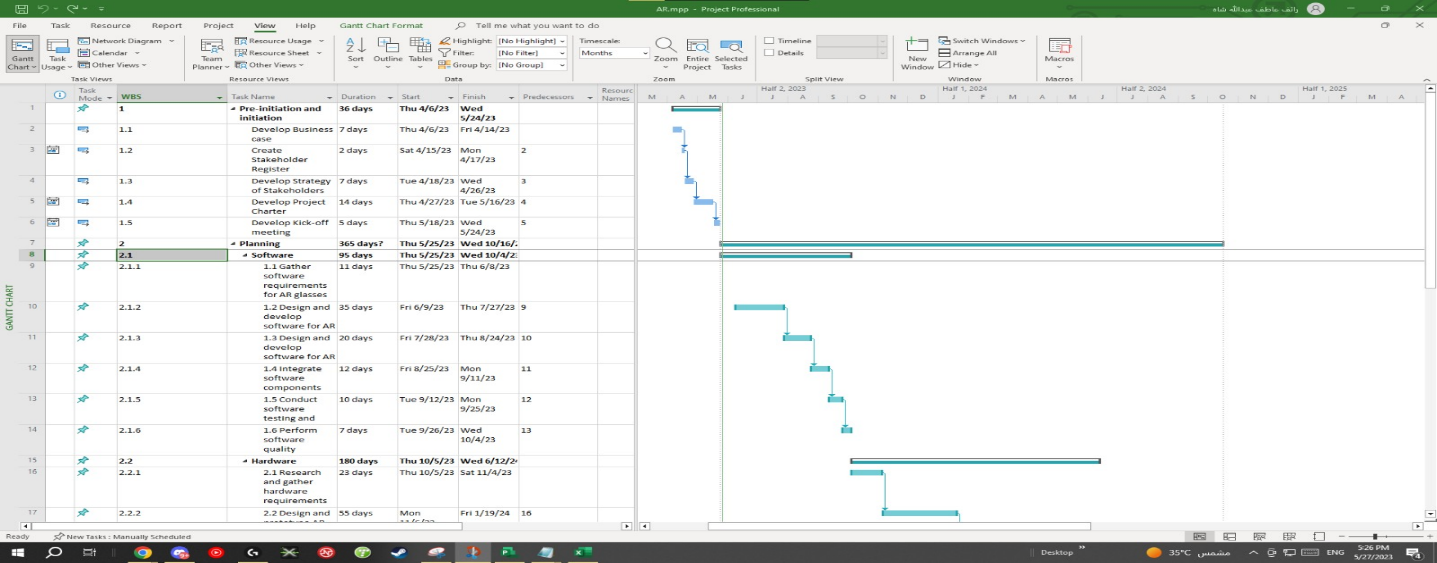 AR.mpp - Project Professional
رائف عاطف عبدالله شاه
File Task Resource Report Project View Help Gantt Chart Format Tell me what you want to do
Gantt Chart
Task Usage
Network Diagram
Calendar
Other Views
Task Views
Team Planner
Resource Usage
Resource Sheet
Other Views
Resource Views
Sort
Outline
Tables
Highlight: [No Highlight]
Filter: [No Filter]
Group by: [No Group]
Data
Timescale:
Months
Zoom
Entire Project
Selected Tasks
Zoom
Timeline
Details
Split View
New Window
Switch Windows
Arrange All
Hide
Window
Macros
Macros
Task Mode WBS Task Name Duration Start Finish Predecessors Resourc Names
Half 2, 2023 Half 1, 2024 Half 2, 2024 Half 1, 2025
M A M J J A S O N D J F M A M J J A S O N D J F M A
GANTT CHART
1 1 Pre-initiation and initiation 36 days Thu 4/6/23 Wed 5/24/23
2 1.1 Develop Business case 7 days Thu 4/6/23 Fri 4/14/23
3 1.2 Create Stakeholder Register 2 days Sat 4/15/23 Mon 4/17/23 2
4 1.3 Develop Strategy of Stakeholders 7 days Tue 4/18/23 Wed 4/26/23 3
5 1.4 Develop Project Charter 14 days Thu 4/27/23 Tue 5/16/23 4
6 1.5 Develop Kick-off meeting 5 days Thu 5/18/23 Wed 5/24/23 5
7 2 Planning 365 days? Thu 5/25/23 Wed 10/16/2
8 2.1 Software 95 days Thu 5/25/23 Wed 10/4/2
9 2.1.1 1.1 Gather software requirements for AR glasses 11 days Thu 5/25/23 Thu 6/8/23
10 2.1.2 1.2 Design and develop software for AR 35 days Fri 6/9/23 Thu 7/27/23 9
11 2.1.3 1.3 Design and develop software for AR 20 days Fri 7/28/23 Thu 8/24/23 10
12 2.1.4 1.4 Integrate software components 12 days Fri 8/25/23 Mon 9/11/23 11
13 2.1.5 1.5 Conduct software testing and 10 days Tue 9/12/23 Mon 9/25/23 12
14 2.1.6 1.6 Perform software quality 7 days Tue 9/26/23 Wed 10/4/23 13
15 2.2 Hardware 180 days Thu 10/5/23 Wed 6/12/2
16 2.2.1 2.1 Research and gather hardware requirements 23 days Thu 10/5/23 Sat 11/4/23
17 2.2.2 2.2 Design and 55 days Mon Fri 1/19/24 16
Ready New Tasks : Manually Scheduled
Desktop 35°C مشمس ENG 5:26 PM
5/27/2023